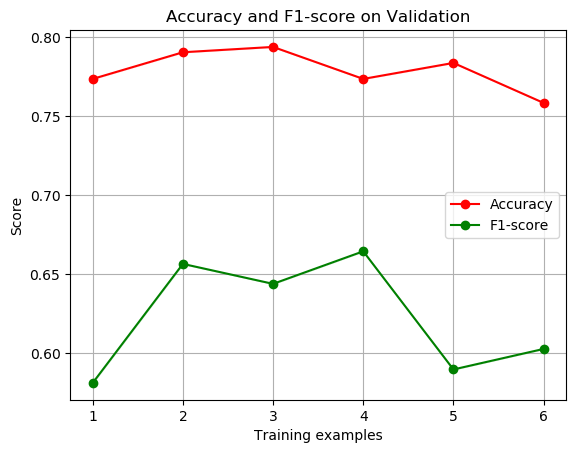 Accuracy and F1-score on Validation
0.80
0.75
0.70
0.65
0.60
Score
Accuracy
F1-score
1 2 3 4 5 6
Training examples